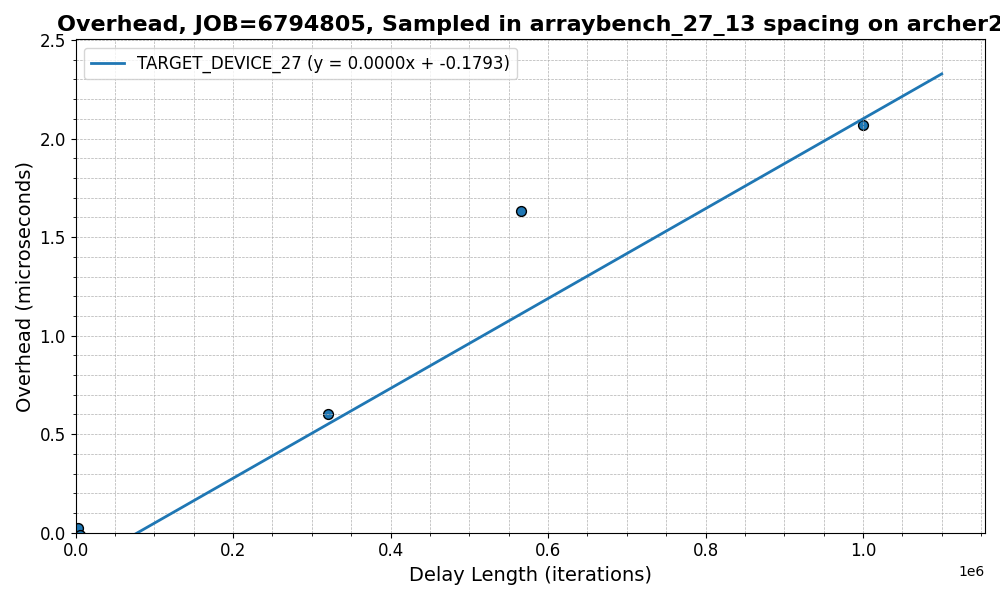 Overhead, JOB=6794805, Sampled in arraybench_27_13 spacing on archer2
TARGET_DEVICE_27 (y = 0.0000x + -0.1793)
2.5
2.0
1.5
1.0
0.5
0.0
Overhead (microseconds)
0.0 0.2 0.4 0.6 0.8 1.0
1e6
Delay Length (iterations)